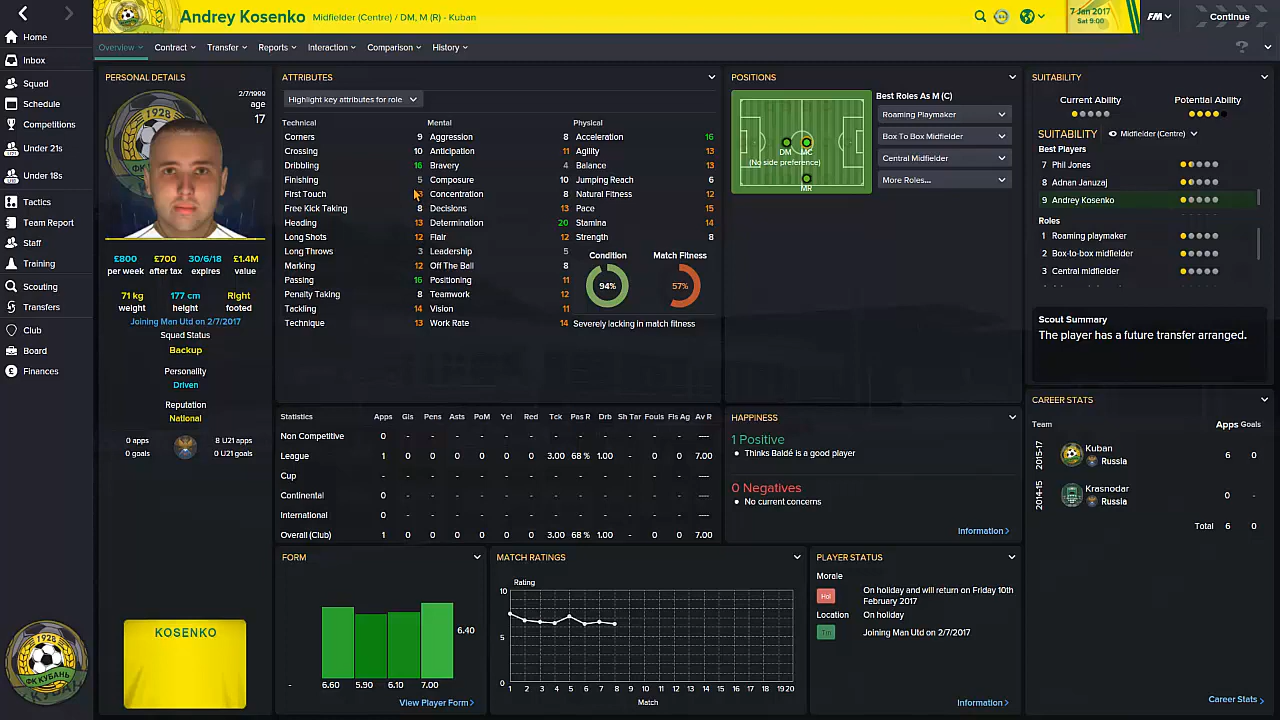 Andrey Kosenko Midfielder (Centre) / DM, M (R) - Kuban
7 Jan 2017
Sat 9:00
FM
Continue
Home
Inbox
Squad
Schedule
Competitions
Under 21s
Under 18s
Tactics
Team Report
Staff
Training
Scouting
Transfers
Club
Board
Finances
Overview Contract Transfer Reports Interaction Comparison History
PERSONAL DETAILS
2/7/1999
age
17
1928
£800 £700 30/6/18 £1.4M
per week after tax expires value
71 kg 177 cm Right
weight height footed
Joining Man Utd on 2/7/2017
Squad Status
Backup
Personality
Driven
Reputation
National
0 apps 8 U21 apps
0 goals 0 U21 goals
KOSENKO
1928
ФК КУБАНЬ
ATTRIBUTES
Highlight key attributes for role
Technical Mental Physical
Corners 9 Aggression 8 Acceleration 16
Crossing 10 Anticipation 11 Agility 13
Dribbling 16 Bravery 4 Balance 13
Finishing 5 Composure 10 Jumping Reach 6
First Touch Concentration 8 Natural Fitness 12
Free Kick Taking 8 Decisions 13 Pace 15
Heading 13 Determination 20 Stamina 14
Long Shots 12 Flair 12 Strength 8
Long Throws 3 Leadership 5
Marking 12 Off The Ball 8
Passing 16 Positioning 11
Penalty Taking 8 Teamwork 12
Tackling 14 Vision 11
Technique 13 Work Rate 14
Condition Match Fitness
94% 57%
Severely lacking in match fitness
Statistics Apps Gls Pens Asts PoM Yel Red Tck Pas R Drb Sh Tar Fouls Fls Ag Av R
Non Competitive 0 - - - - - - - - - - - - ---
League 1 - - - - 0 0 3.00 68 % 1.00 - 0 0 7.00
Cup - - - - - - - - - - - - - ---
Continental 0 - - - - - - - - - - - - ---
International 0 - - - - - - - - - - - - ---
Overall (Club) 1 - - - - 0 0 3.00 68 % 1.00 - 0 0 7.00
POSITIONS
DM MC
(No side preference)
MR
Best Roles As M (C)
Roaming Playmaker
Box To Box Midfielder
Central Midfielder
More Roles...
HAPPINESS
1 Positive
• Thinks Baldé is a good player
0 Negatives
• No current concerns
Information >
SUITABILITY
Current Ability Potential Ability
SUITABILITY Midfielder (Centre)
Best Players
7 Phil Jones
8 Adnan Januzaj
9 Andrey Kosenko
Roles
1 Roaming playmaker
2 Box-to-box midfielder
3 Central midfielder
Scout Summary
The player has a future transfer arranged.
CAREER STATS
Team Apps Goals
2015-17 Kuban 6 0
Russia
2014-15 Krasnodar 0 -
Russia
Total 6 0
Career Stats >
FORM
6.40
- 6.60 5.90 6.10 7.00
View Player Form >
MATCH RATINGS
Rating
10
5
0
1 2 3 4 5 6 7 8 9 10 11 12 13 14 15 16 17 18 19 20
Match
PLAYER STATUS
Morale
Hol On holiday and will return on Friday 10th
February 2017
Location On holiday
Trn Joining Man Utd on 2/7/2017
Information >